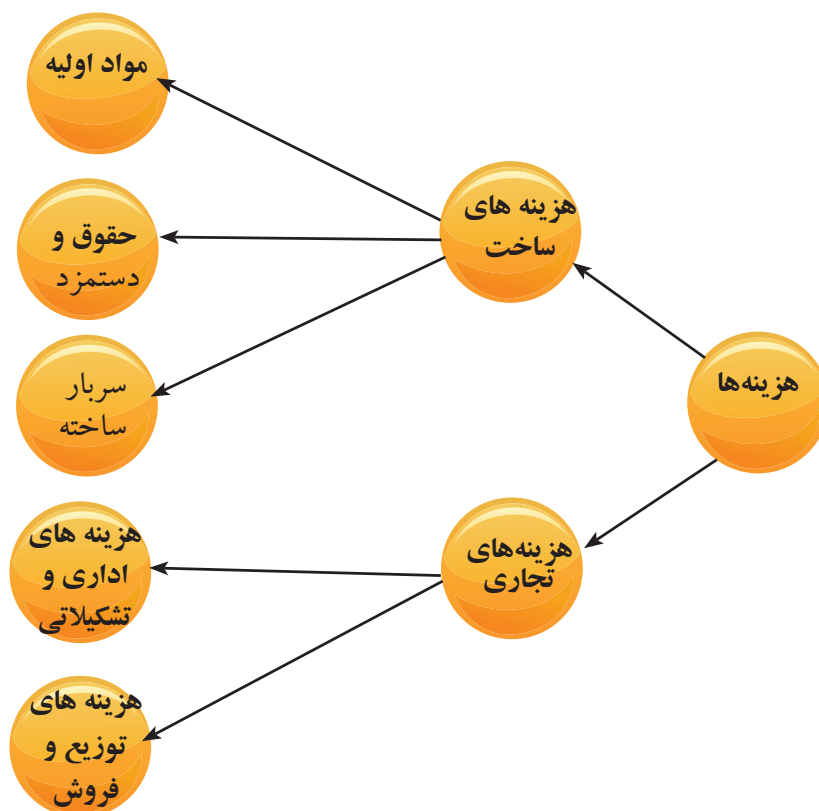 هزینه‌ها
هزینه های
ساخت
مواد اولیه
حقوق و
دستمزد
سربار
ساخته
هزینه‌های
تجاری
هزینه های
اداری و
تشکیلاتی
هزینه های
توزیع و
فروش